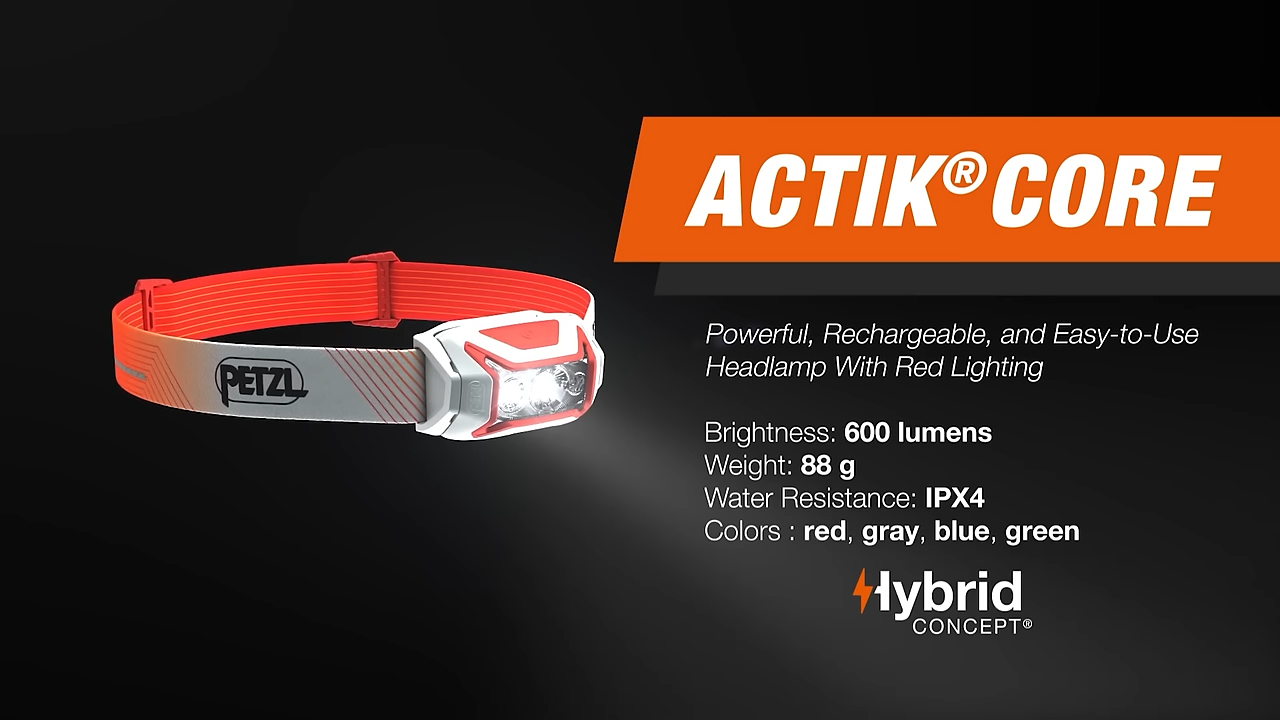 ACTIK® CORE
PETZL
Powerful, Rechargeable, and Easy-to-Use
Headlamp With Red Lighting
Brightness: 600 lumens
Weight: 88 g
Water Resistance: IPX4
Colors : red, gray, blue, green
Hybrid
CONCEPT®